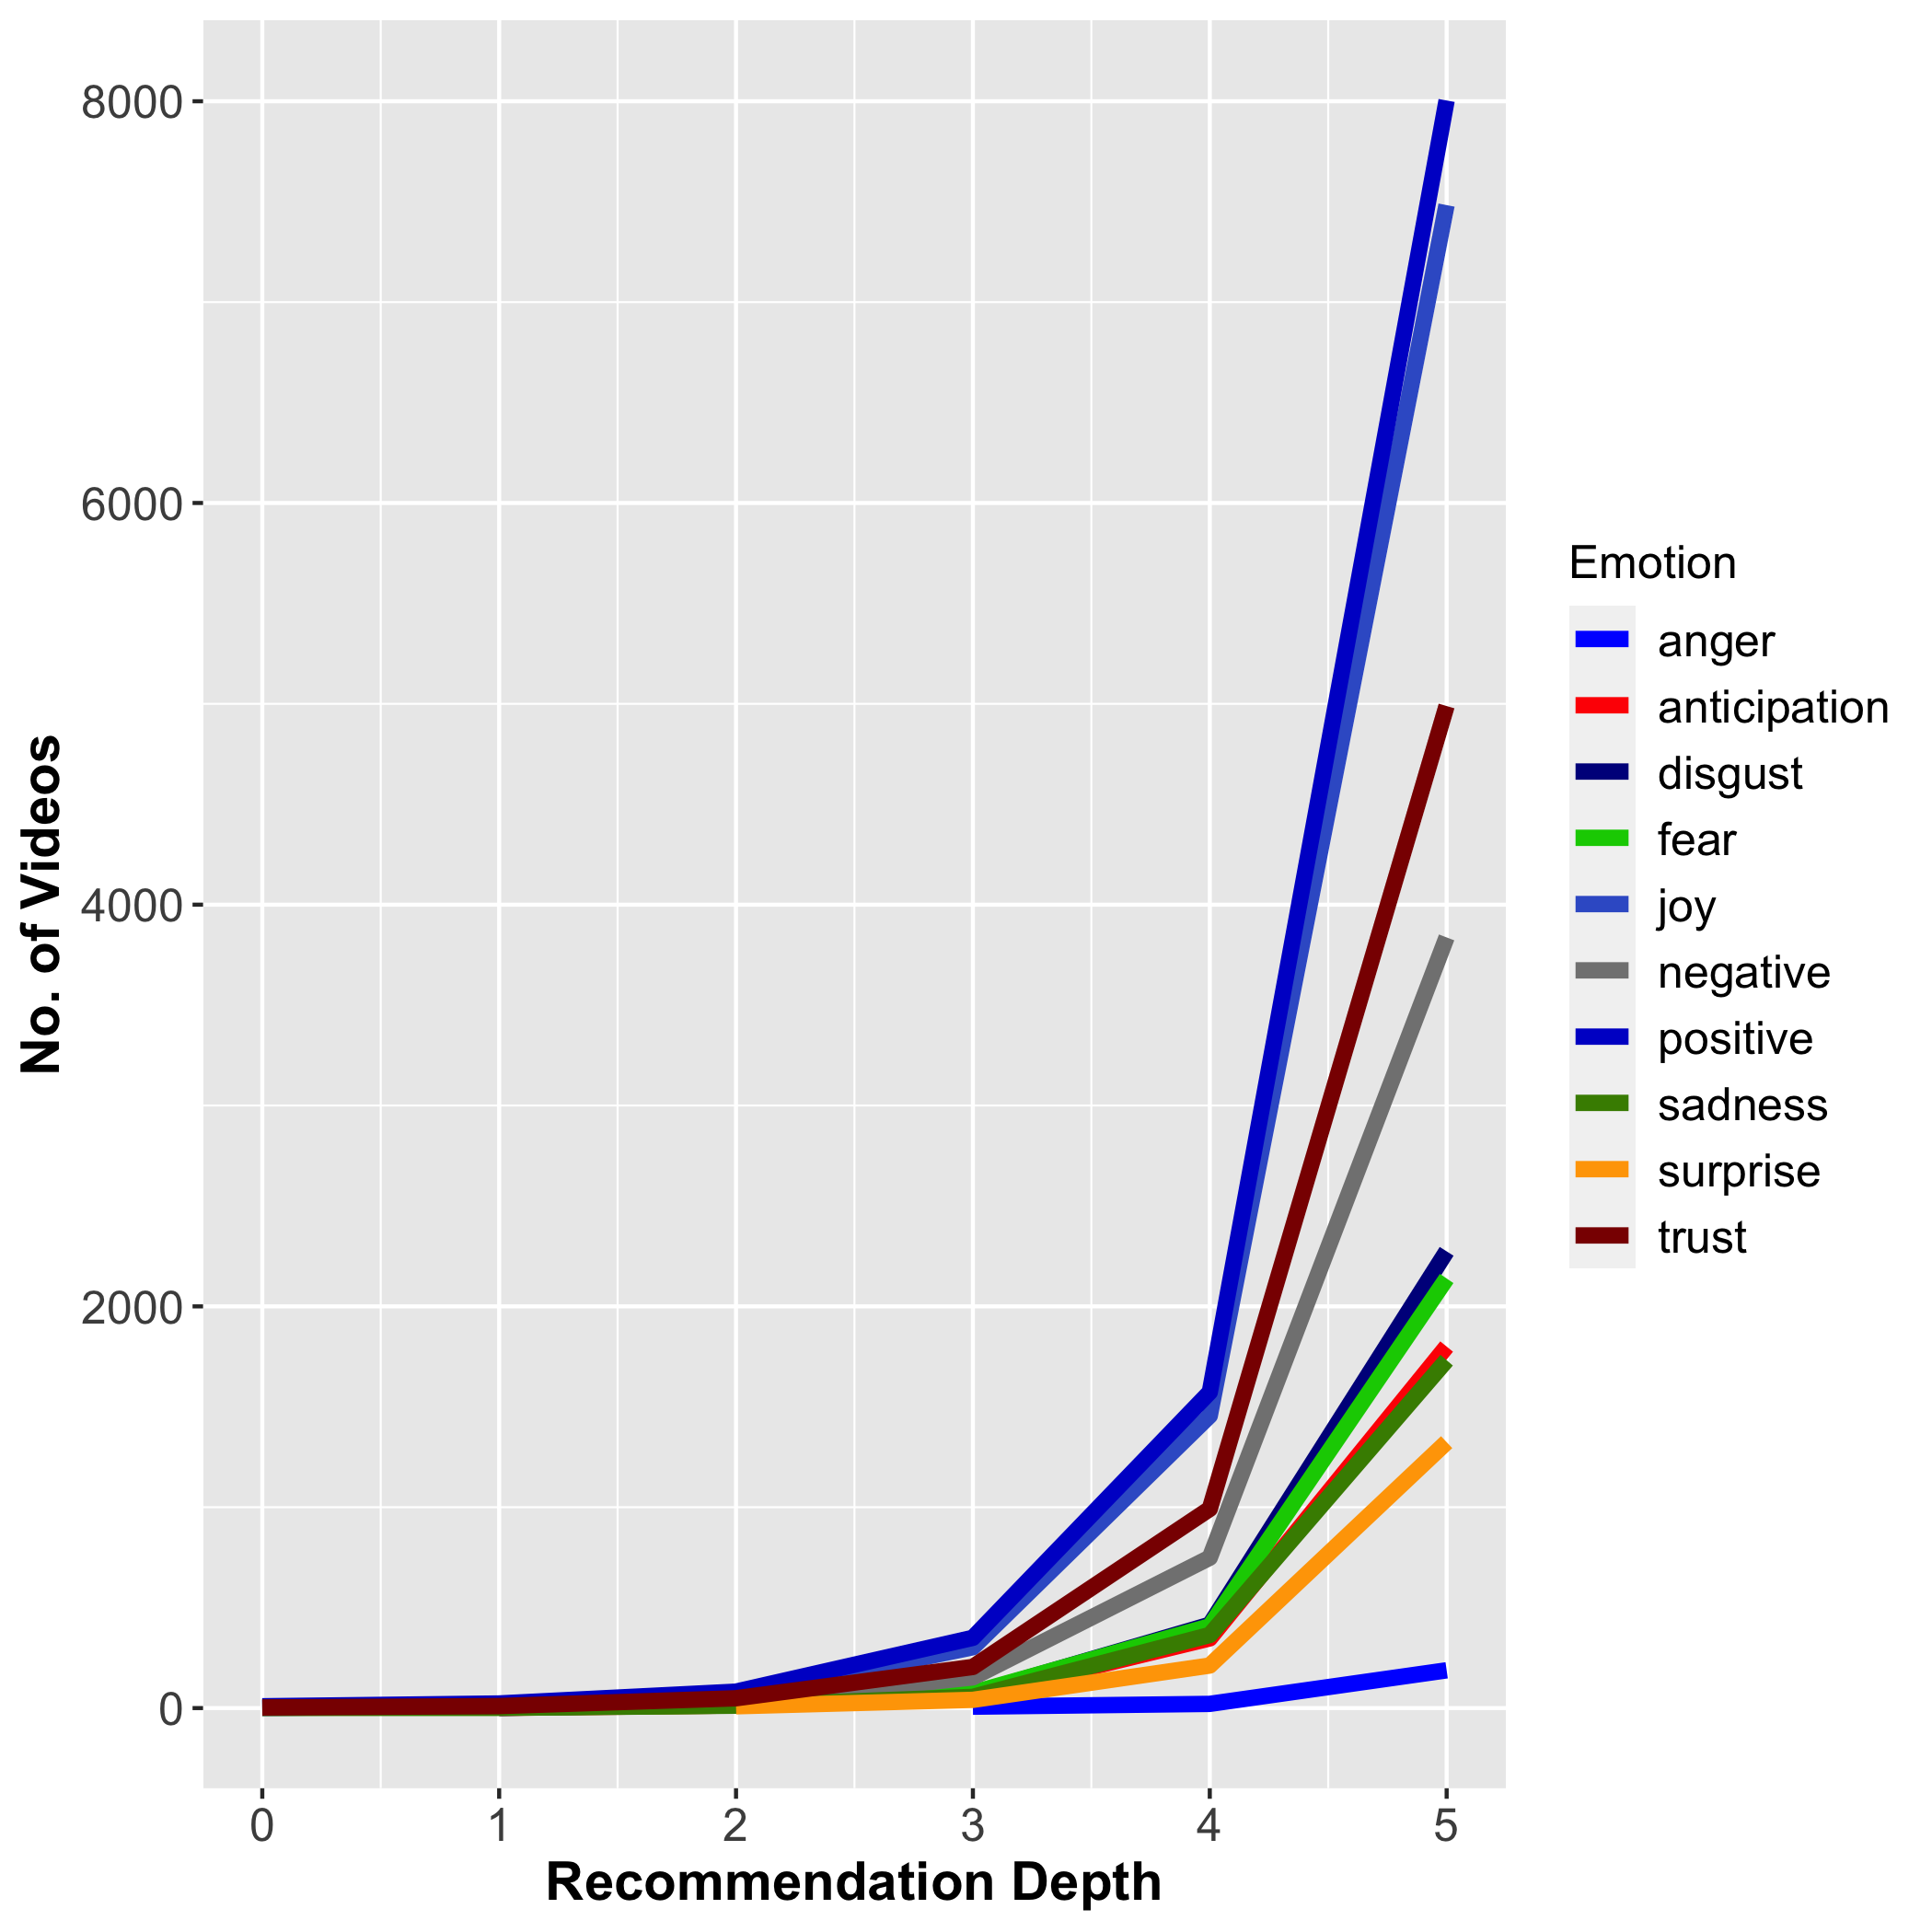 No. of Videos
8000
6000
4000
2000
0
0 1 2 3 4 5
Recommendation Depth
Emotion
anger
anticipation
disgust
fear
joy
negative
positive
sadness
surprise
trust